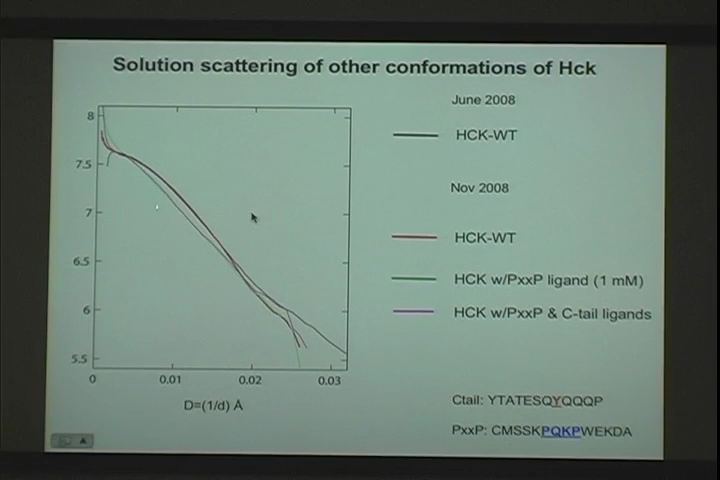 Solution scattering of other conformations of Hck
June 2008
HCK-WT
Nov 2008
HCK-WT
HCK w/PxxP ligand (1 mM)
HCK w/PxxP & C-tail ligands
8
7.5
7
6.5
6
5.5
0 0.01 0.02 0.03
D=(1/d) Å
Ctail: YTATESQYQQQP
PxxP: CMSSKPQKPWEKDA